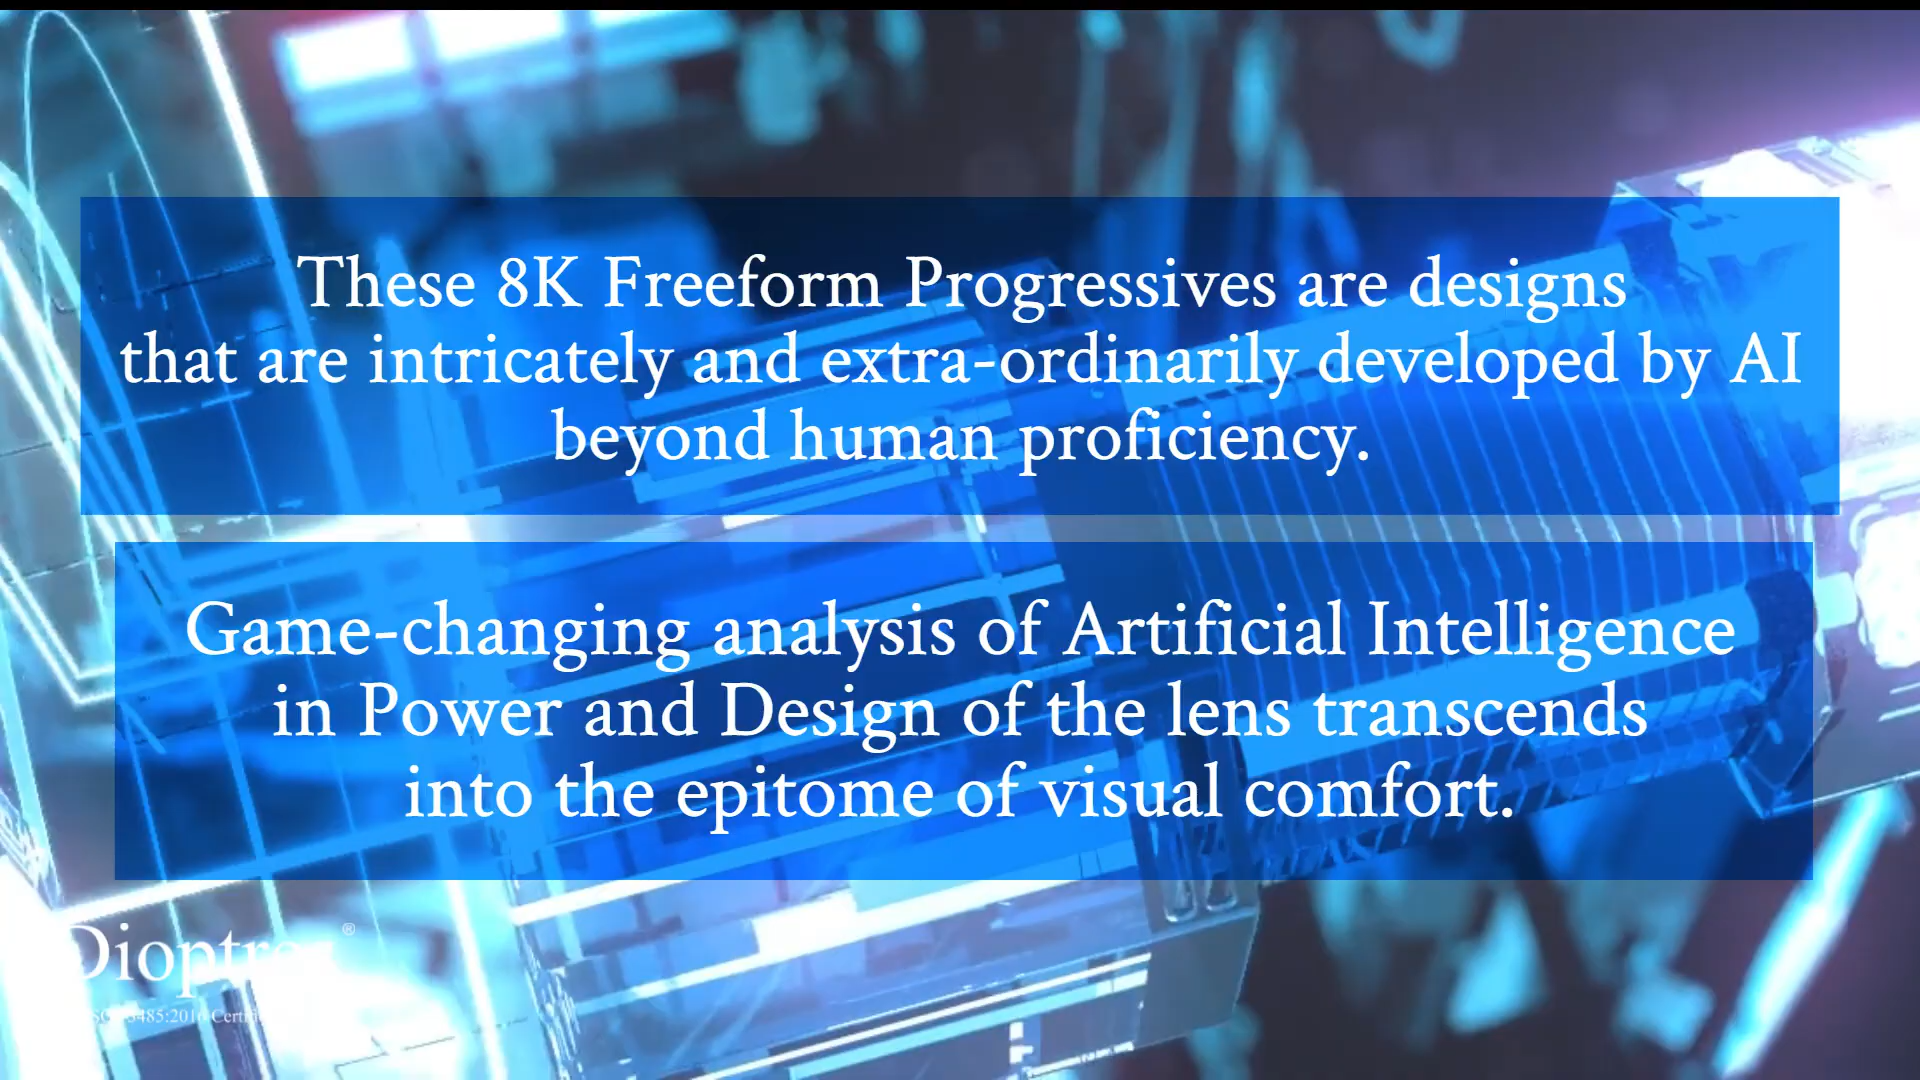 These 8K Freeform Progressives are designs
that are intricately and extra-ordinarily developed by AI
beyond human proficiency.
Game-changing analysis of Artificial Intelligence
in Power and Design of the lens transcends
into the epitome of visual comfort.
®